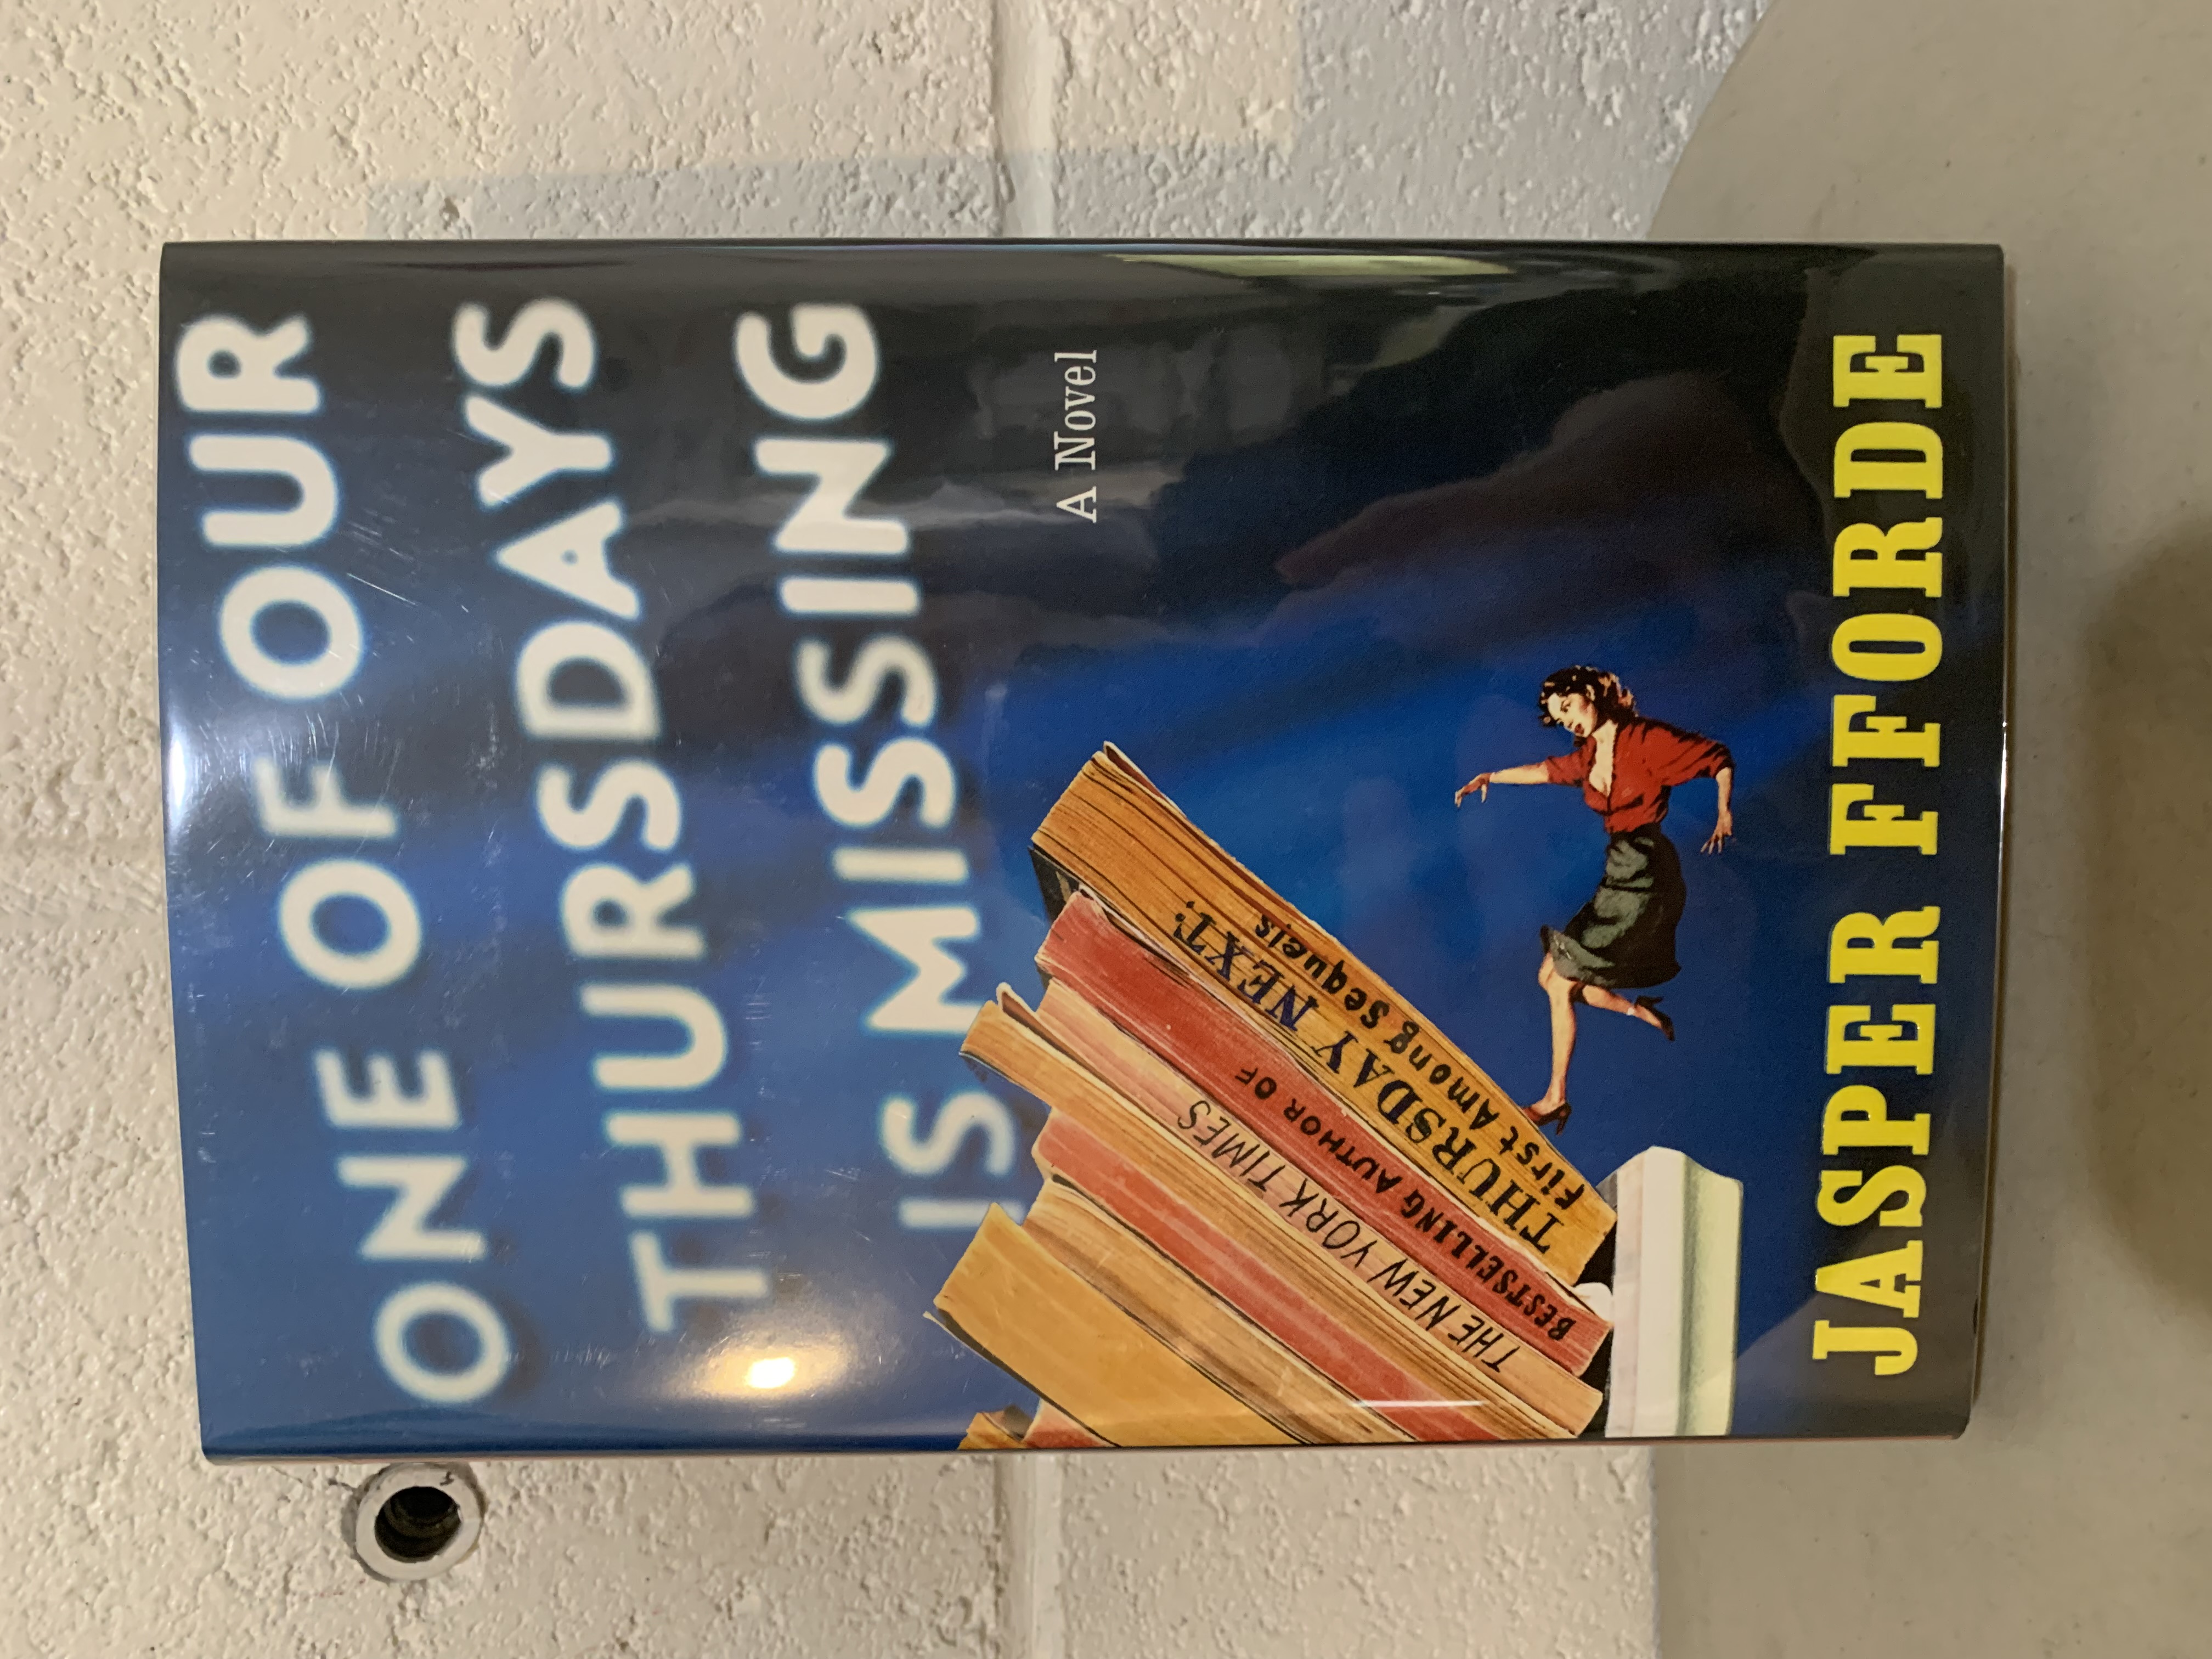 ONE OF OUR
THURSDAYS
IS MISSING
A Novel
THE NEW YORK TIMES
BESTSELLING AUTHOR OF
THURSDAY NEXT:
First Among Sequels
JASPER FFORDE